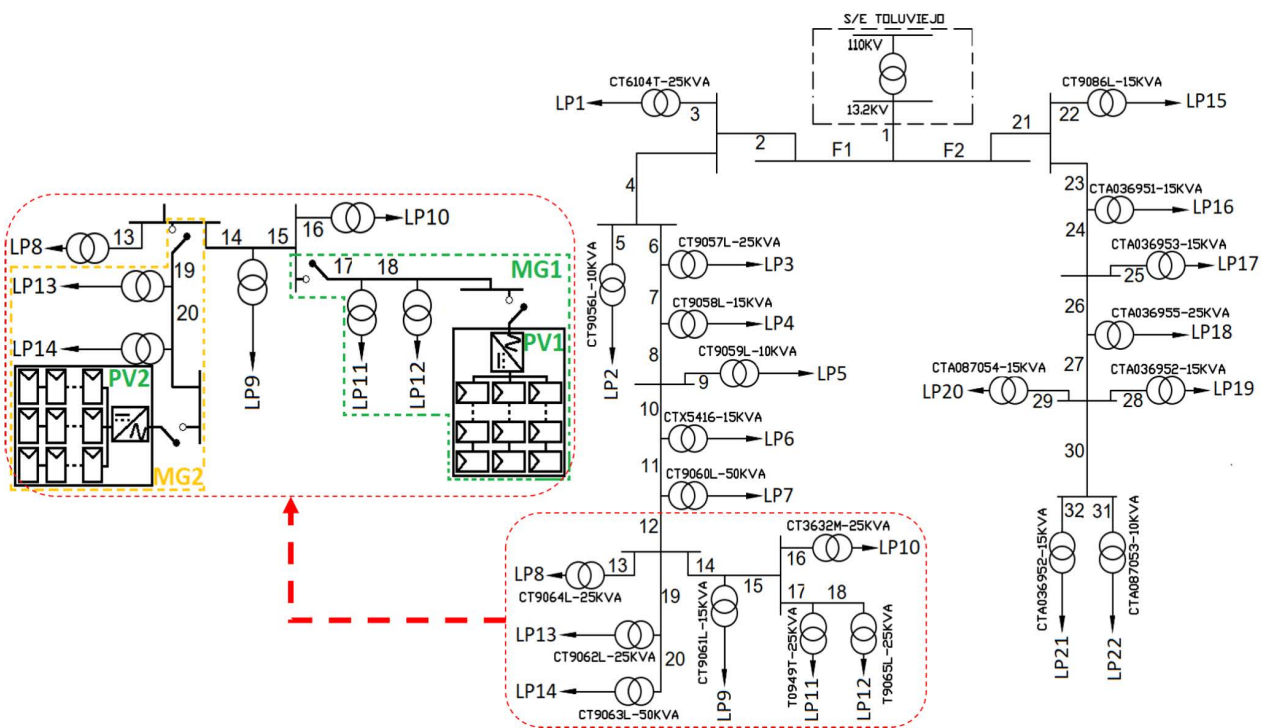 S/E TOLUVIEJO
110KV
13.2KV
1
F1
F2
CT6104T-25KVA
LP1
3
2
4
5
CT9056L-10KVA
LP2
6
CT9057L-25KVA
LP3
7
CT9058L-15KVA
LP4
8
CT9059L-10KVA
LP5
9
10
CTX5416-15KVA
LP6
11
CT9060L-50KVA
LP7
12
LP8
13
CT9064L-25KVA
14
15
CT9061L-15KVA
LP9
CT3632M-25KVA
16
LP10
17
18
T0949T-25KVA
LP11
T9065L-25KVA
LP12
19
LP13
CT9062L-25KVA
20
LP14
CT9063L-50KVA
21
22
CT9086L-15KVA
LP15
23
CTA036951-15KVA
LP16
24
CTA036953-15KVA
LP17
25
26
CTA036955-25KVA
LP18
27
CTA087054-15KVA
LP20
29
CTA036952-15KVA
LP19
28
30
32
31
CTA036952-15KVA
LP21
CTA087053-10KVA
LP22
LP8
13
14
15
16
LP10
LP9
17
18
MG1
LP11
LP12
PV1
19
LP13
20
LP14
PV2
MG2